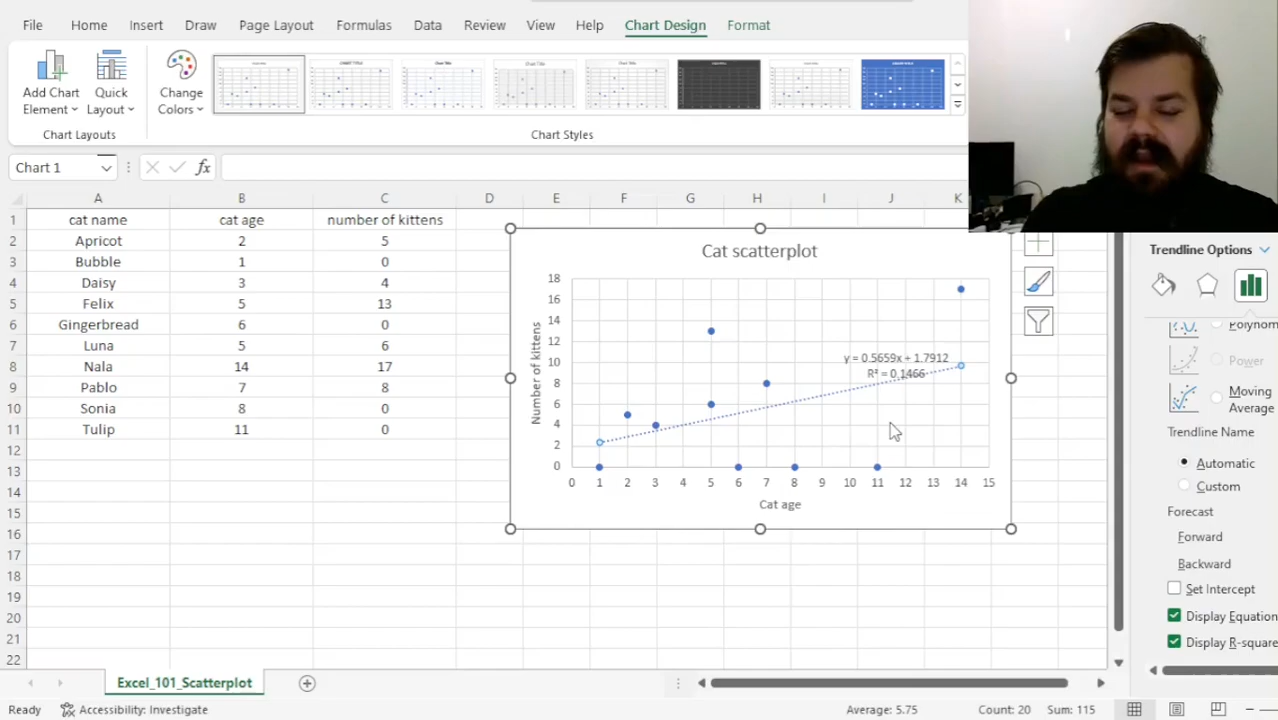 File Home Insert Draw Page Layout Formulas Data Review View Help Chart Design Format
Add Chart Element
Quick Layout
Change Colors
Chart Layouts
Chart Styles
Chart 1
fx
A B C D E F G H I J K
1 cat name cat age number of kittens
2 Apricot 2 5
3 Bubble 1 0
4 Daisy 3 4
5 Felix 5 13
6 Gingerbread 6 0
7 Luna 5 6
8 Nala 14 17
9 Pablo 7 8
10 Sonia 8 0
11 Tulip 11 0
12
13
14
15
16
17
18
19
20
21
22
Cat scatterplot
Number of kittens
18
16
14
12
10
8
6
4
2
0
y = 0.5659x + 1.7912
R² = 0.1466
0 1 2 3 4 5 6 7 8 9 10 11 12 13 14 15
Cat age
Trendline Options
Polynom
Power
Moving
Average
Trendline Name
Automatic
Custom
Forecast
Forward
Backward
Set Intercept
Display Equation
Display R-square
Excel_101_Scatterplot
Ready Accessibility: Investigate Average: 5.75 Count: 20 Sum: 115